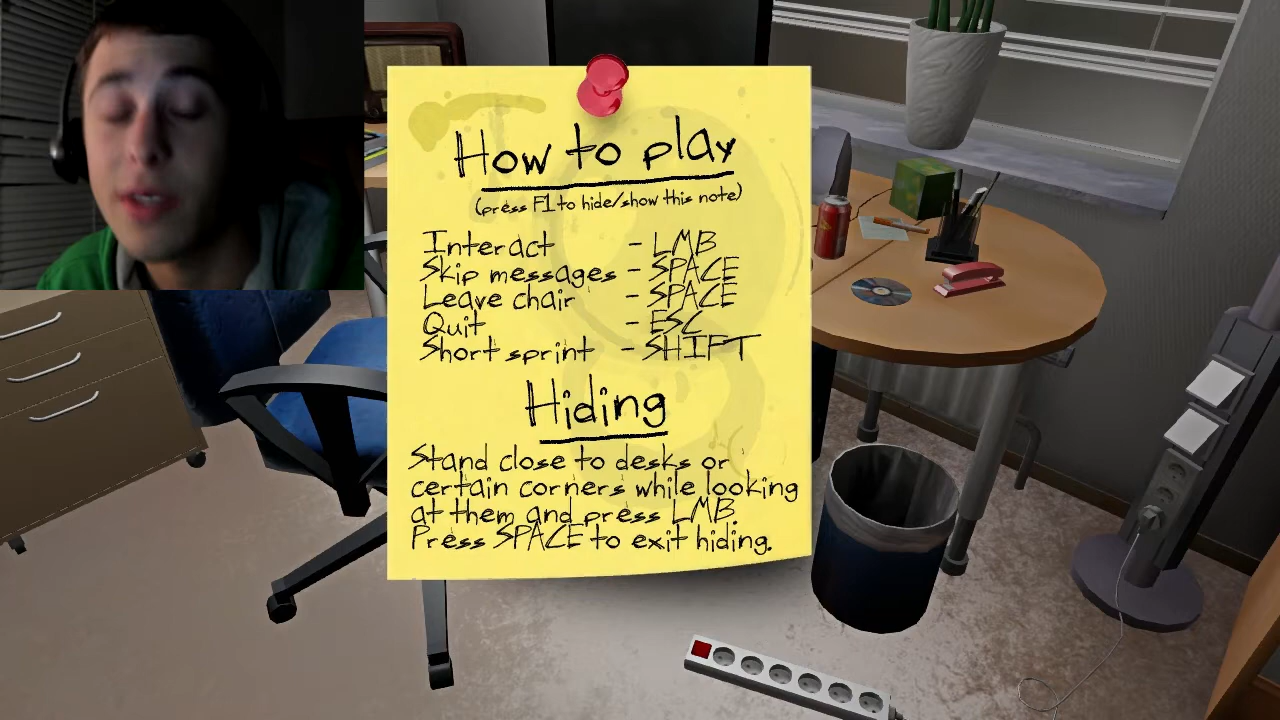 How to play
(press F1 to hide/show this note)
Interact - LMB
Skip messages - SPACE
Leave chair - SPACE
Quit - ESC
Short sprint - SHIFT
Hiding
Stand close to desks or
certain corners while looking
at them and press LMB.
Press SPACE to exit hiding.